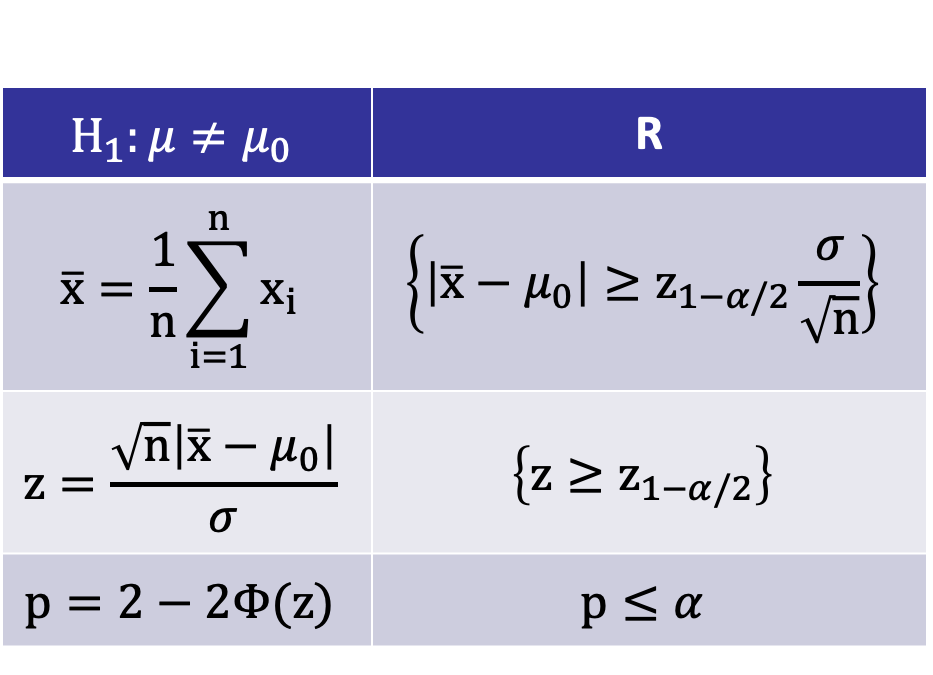 H₁: μ ≠ μ₀
R
x̄ = 1/n ∑ᵢ₌₁ⁿ xᵢ
{|x̄ − μ₀| ≥ z₁₋α/₂ σ/√n}
z = √n|x̄ − μ₀|/σ
{z ≥ z₁₋α/₂}
p = 2 − 2Φ(z)
p ≤ α